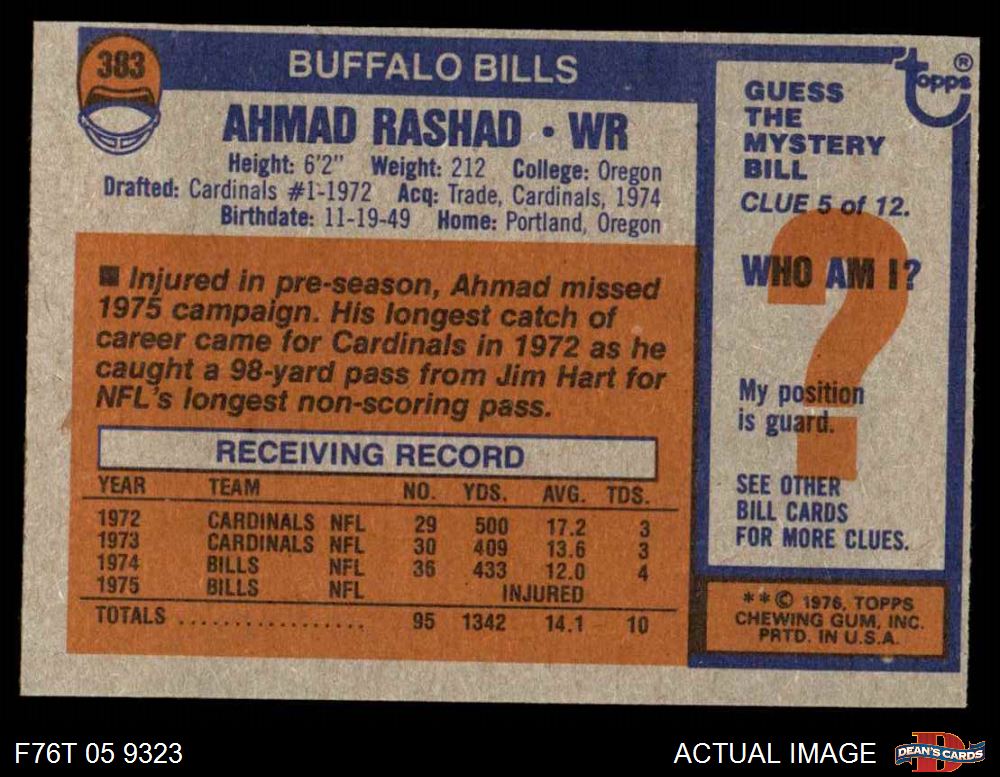 383
BUFFALO BILLS
AHMAD RASHAD • WR
Height: 6'2" Weight: 212 College: Oregon
Drafted: Cardinals #1-1972 Acq: Trade, Cardinals, 1974
Birthdate: 11-19-49 Home: Portland, Oregon
■ Injured in pre-season, Ahmad missed
1975 campaign. His longest catch of
career came for Cardinals in 1972 as he
caught a 98-yard pass from Jim Hart for
NFL's longest non-scoring pass.
RECEIVING RECORD
YEAR TEAM NO. YDS. AVG. TDS.
1972 CARDINALS NFL 29 500 17.2 3
1973 CARDINALS NFL 30 409 13.6 3
1974 BILLS NFL 36 433 12.0 4
1975 BILLS NFL INJURED
TOTALS ................. 95 1342 14.1 10
topps®
GUESS
THE
MYSTERY
BILL
CLUE 5 of 12.
WHO AM I?
?
My position
is guard.
SEE OTHER
BILL CARDS
FOR MORE CLUES.
**© 1976, TOPPS
CHEWING GUM, INC.
PRTD. IN U.S.A.
F76T 05 9323
ACTUAL IMAGE
D
DEAN'S CARDS